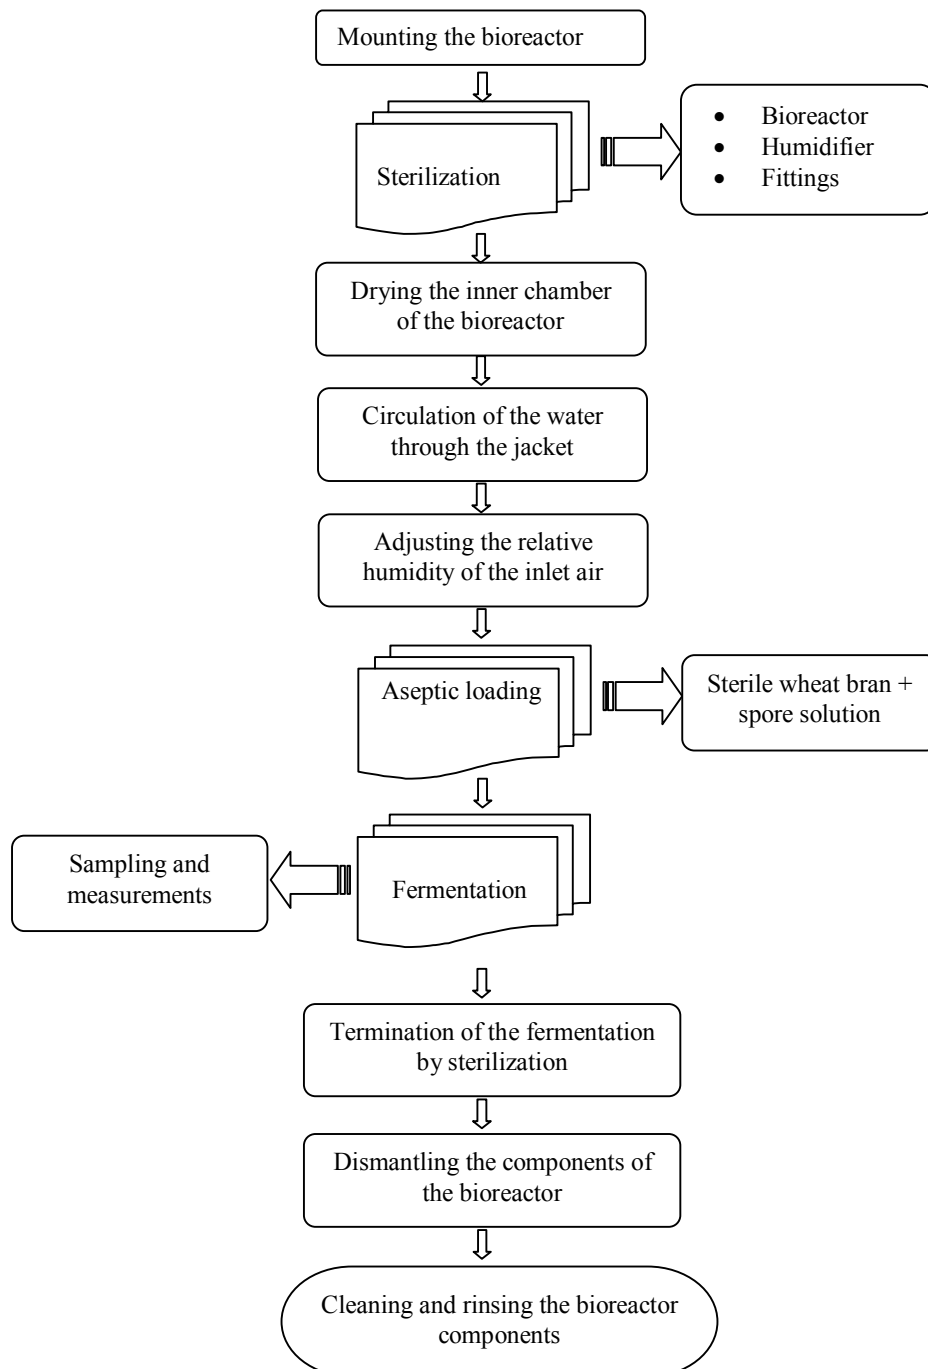 Mounting the bioreactor
Sterilization
• Bioreactor
• Humidifier
• Fittings
Drying the inner chamber
of the bioreactor
Circulation of the water
through the jacket
Adjusting the relative
humidity of the inlet air
Aseptic loading
Sterile wheat bran +
spore solution
Sampling and
measurements
Fermentation
Termination of the fermentation
by sterilization
Dismantling the components of
the bioreactor
Cleaning and rinsing the bioreactor
components